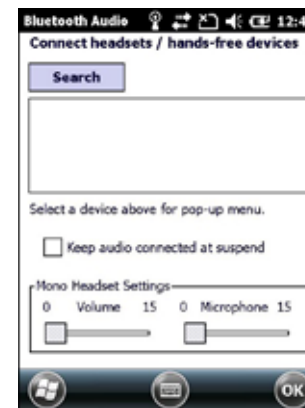 Bluetooth Audio 12:4
Connect headsets / hands-free devices
Search
Select a device above for pop-up menu.
Keep audio connected at suspend
Mono Headset Settings
0 Volume 15 0 Microphone 15
OK